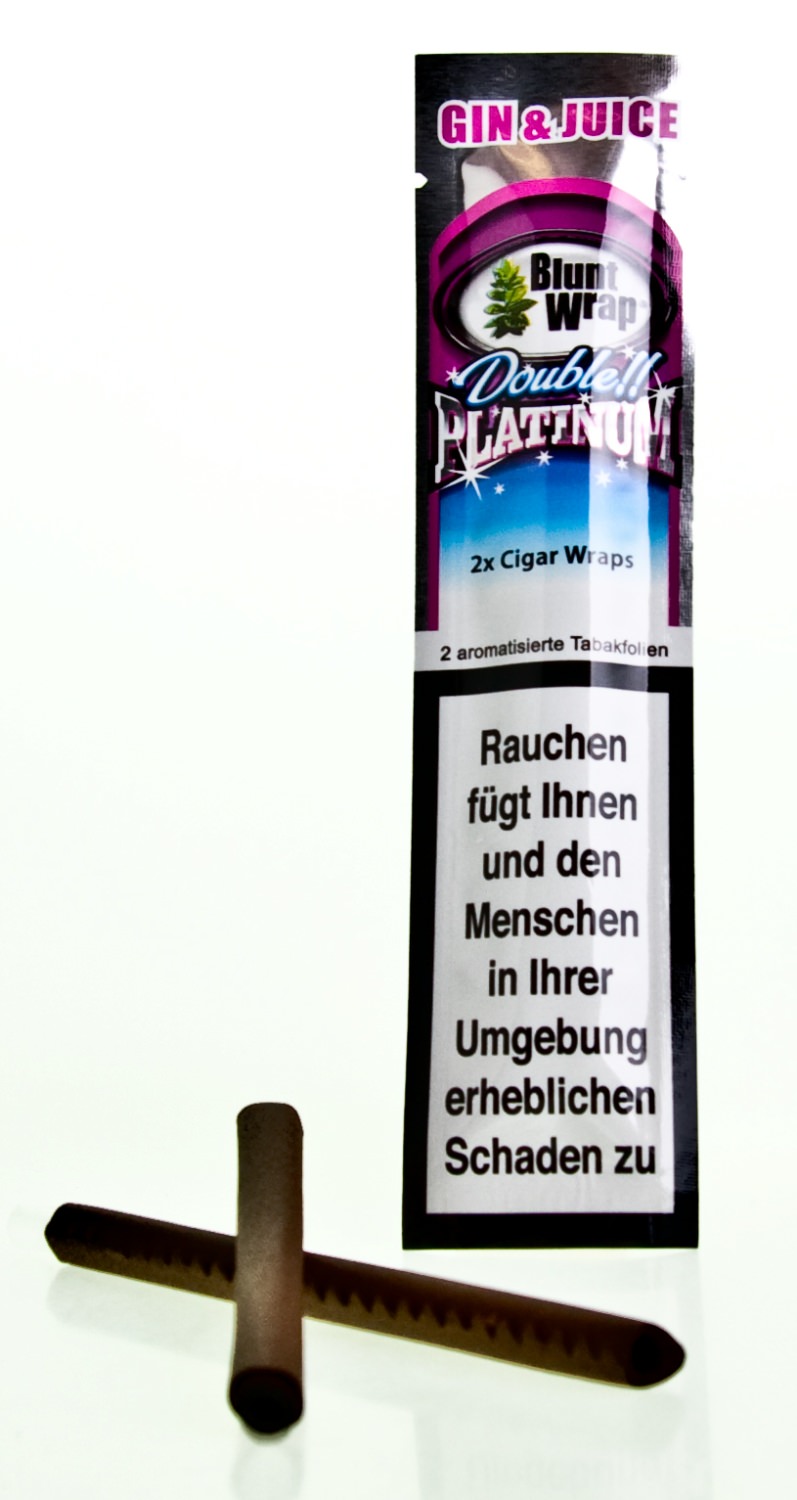 GIN & JUICE
Blunt
Wrap
Double!!
PLATINUM
2x Cigar Wraps
2 aromatisierte Tabakfolien
Rauchen
fügt Ihnen
und den
Menschen
in Ihrer
Umgebung
erheblichen
Schaden zu